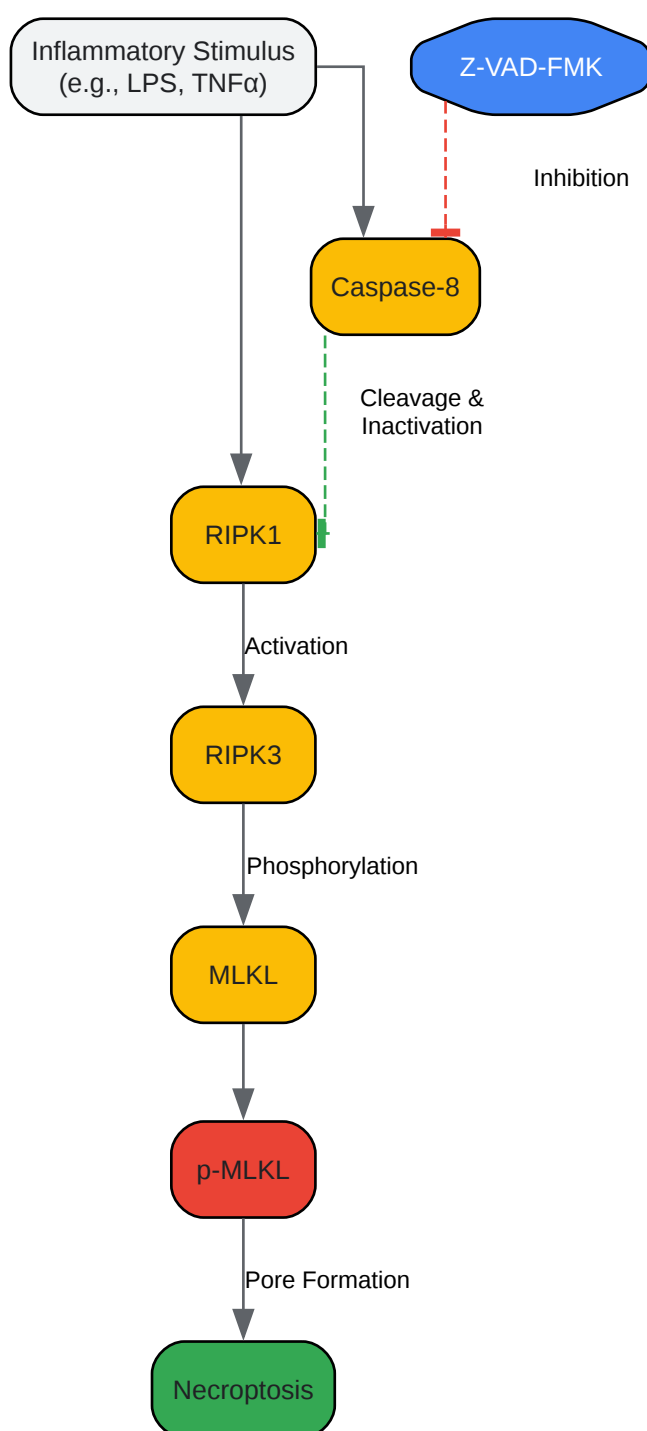 Inflammatory Stimulus
(e.g., LPS, TNFα)
Z-VAD-FMK
Inhibition
Caspase-8
Cleavage &
Inactivation
RIPK1
Activation
RIPK3
Phosphorylation
MLKL
p-MLKL
Pore Formation
Necroptosis